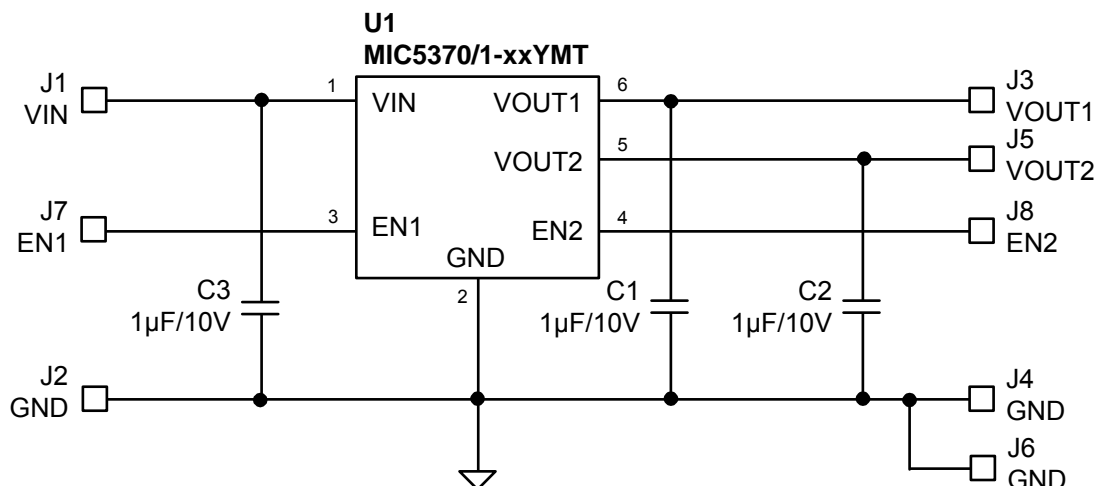 U1
MIC5370/1-xxYMT
J1
VIN
1
VIN
VOUT1
6
J3
VOUT1
VOUT2
5
J5
VOUT2
J7
EN1
3
EN1
EN2
4
J8
EN2
GND
2
C3
1µF/10V
C1
1µF/10V
C2
1µF/10V
J2
GND
J4
GND
J6
GND